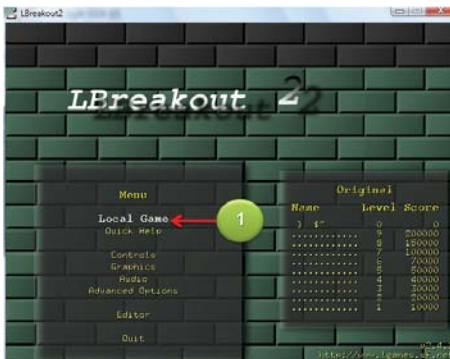 LBreakout2
LBreakout 2
Menu
Local Game
Quick Help
Controls
Graphics
Audio
Advanced Options
Editor
Quit
1
Original
Name Level Score
0 0
............ 9 200000
............ 8 150000
............ 7 100000
............ 6 70000
............ 5 50000
............ 4 40000
............ 3 30000
............ 2 20000
............ 1 10000